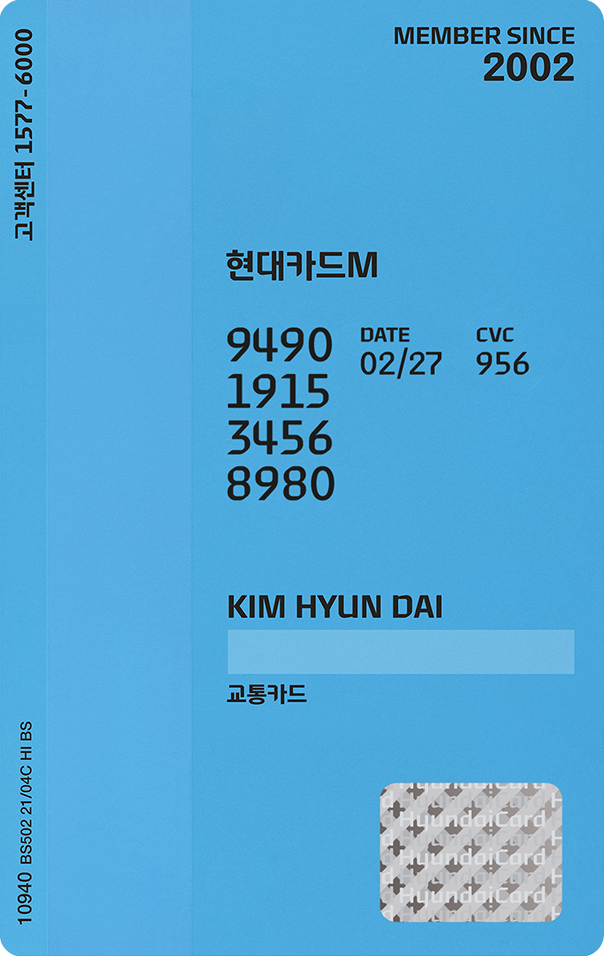 고객센터 1577-6000
MEMBER SINCE
2002
현대카드M
9490
DATE
CVC
02/27
956
1915
3456
8980
KIM HYUN DAI
교통카드
10940 BS502 21/04C HI BS
HyundaiCard
HyundaiCard
HyundaiCard